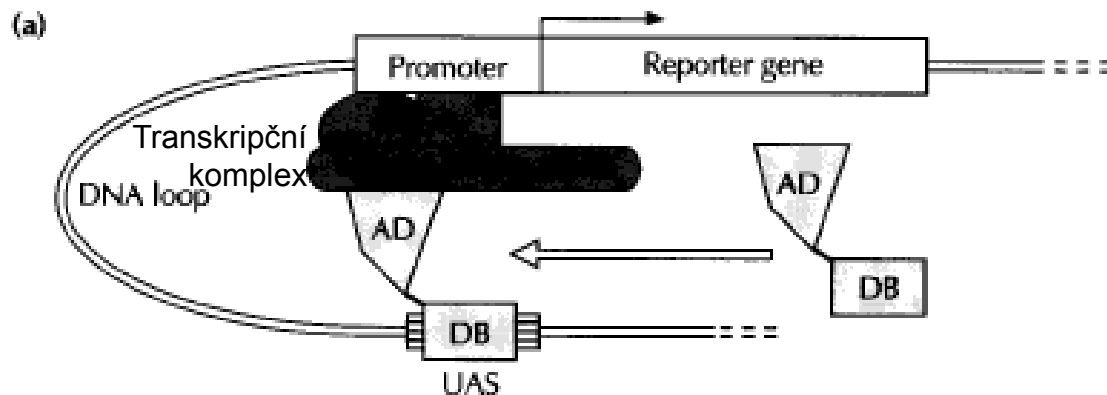 (a)
Promoter
Reporter gene
Transkripční
komplex
DNA loop
AD
AD
DB
DB
UAS